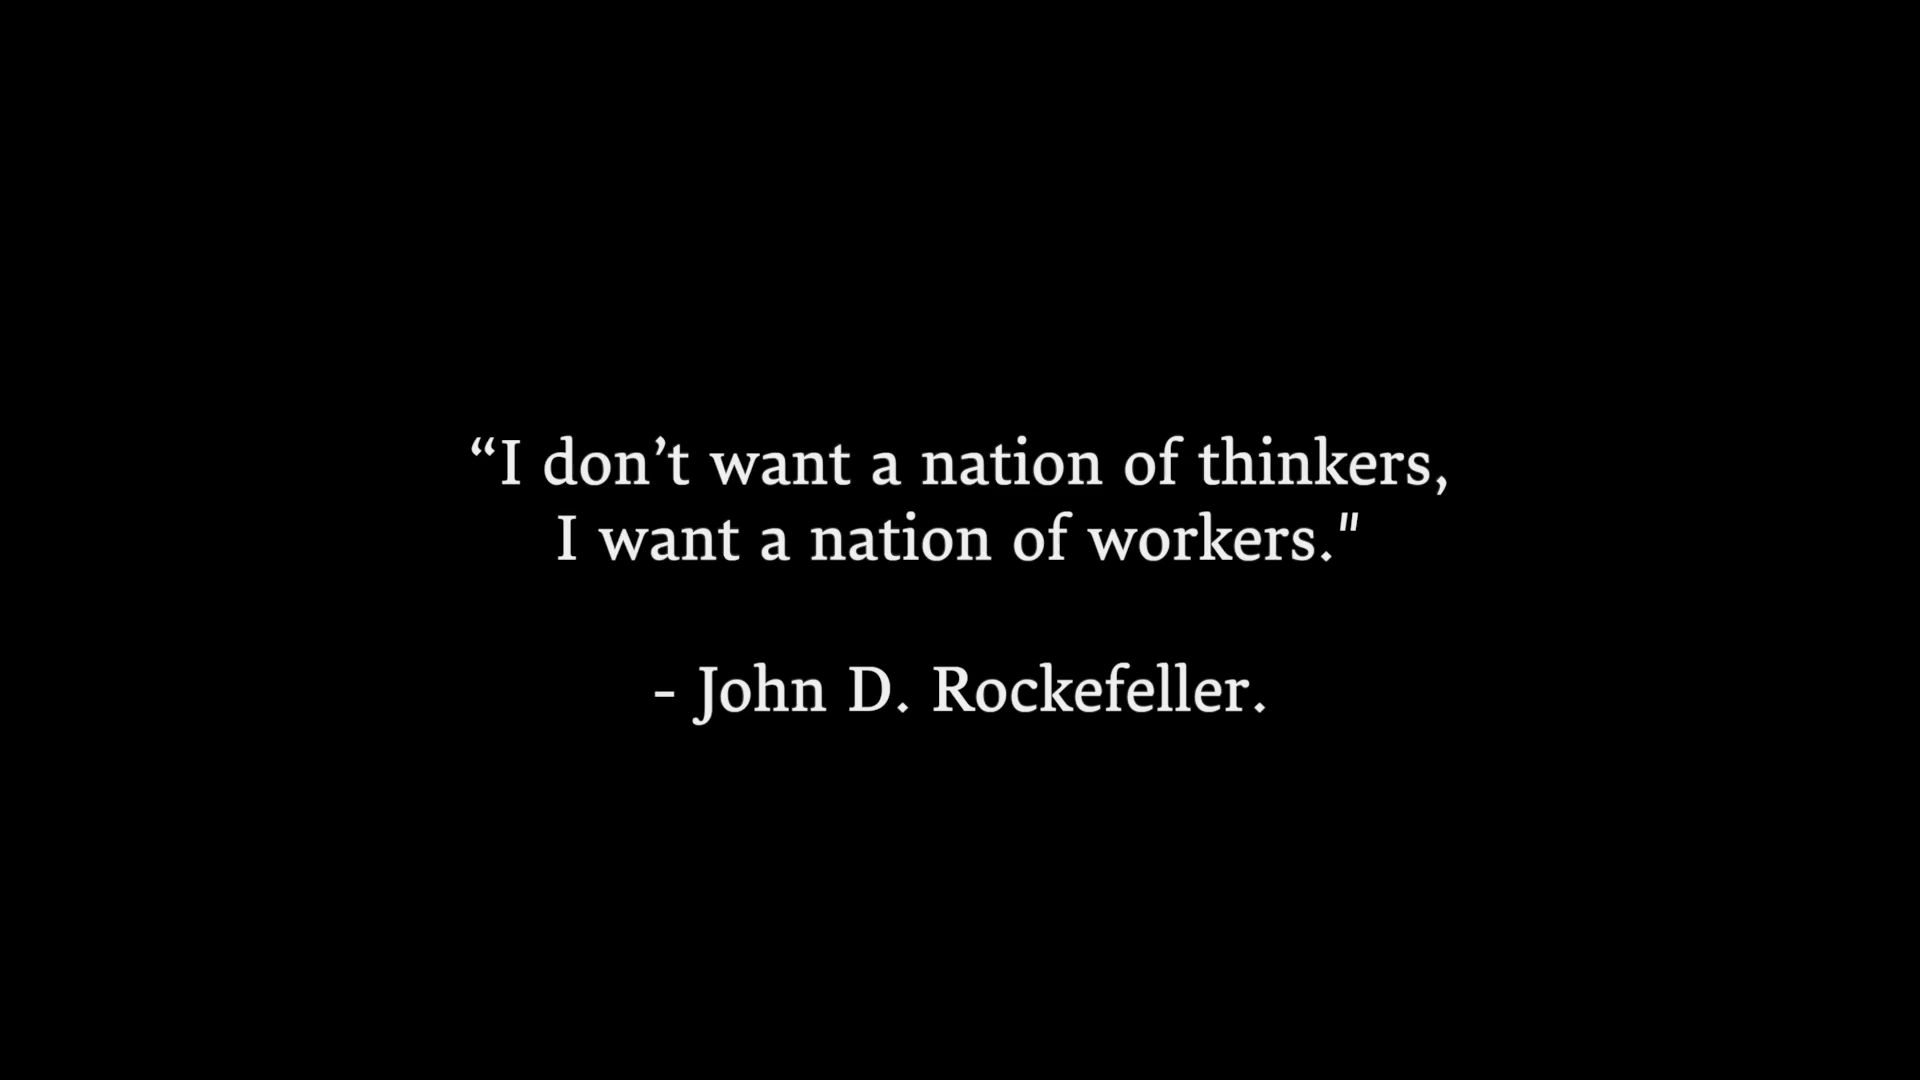 “I don’t want a nation of thinkers,
I want a nation of workers."
- John D. Rockefeller.